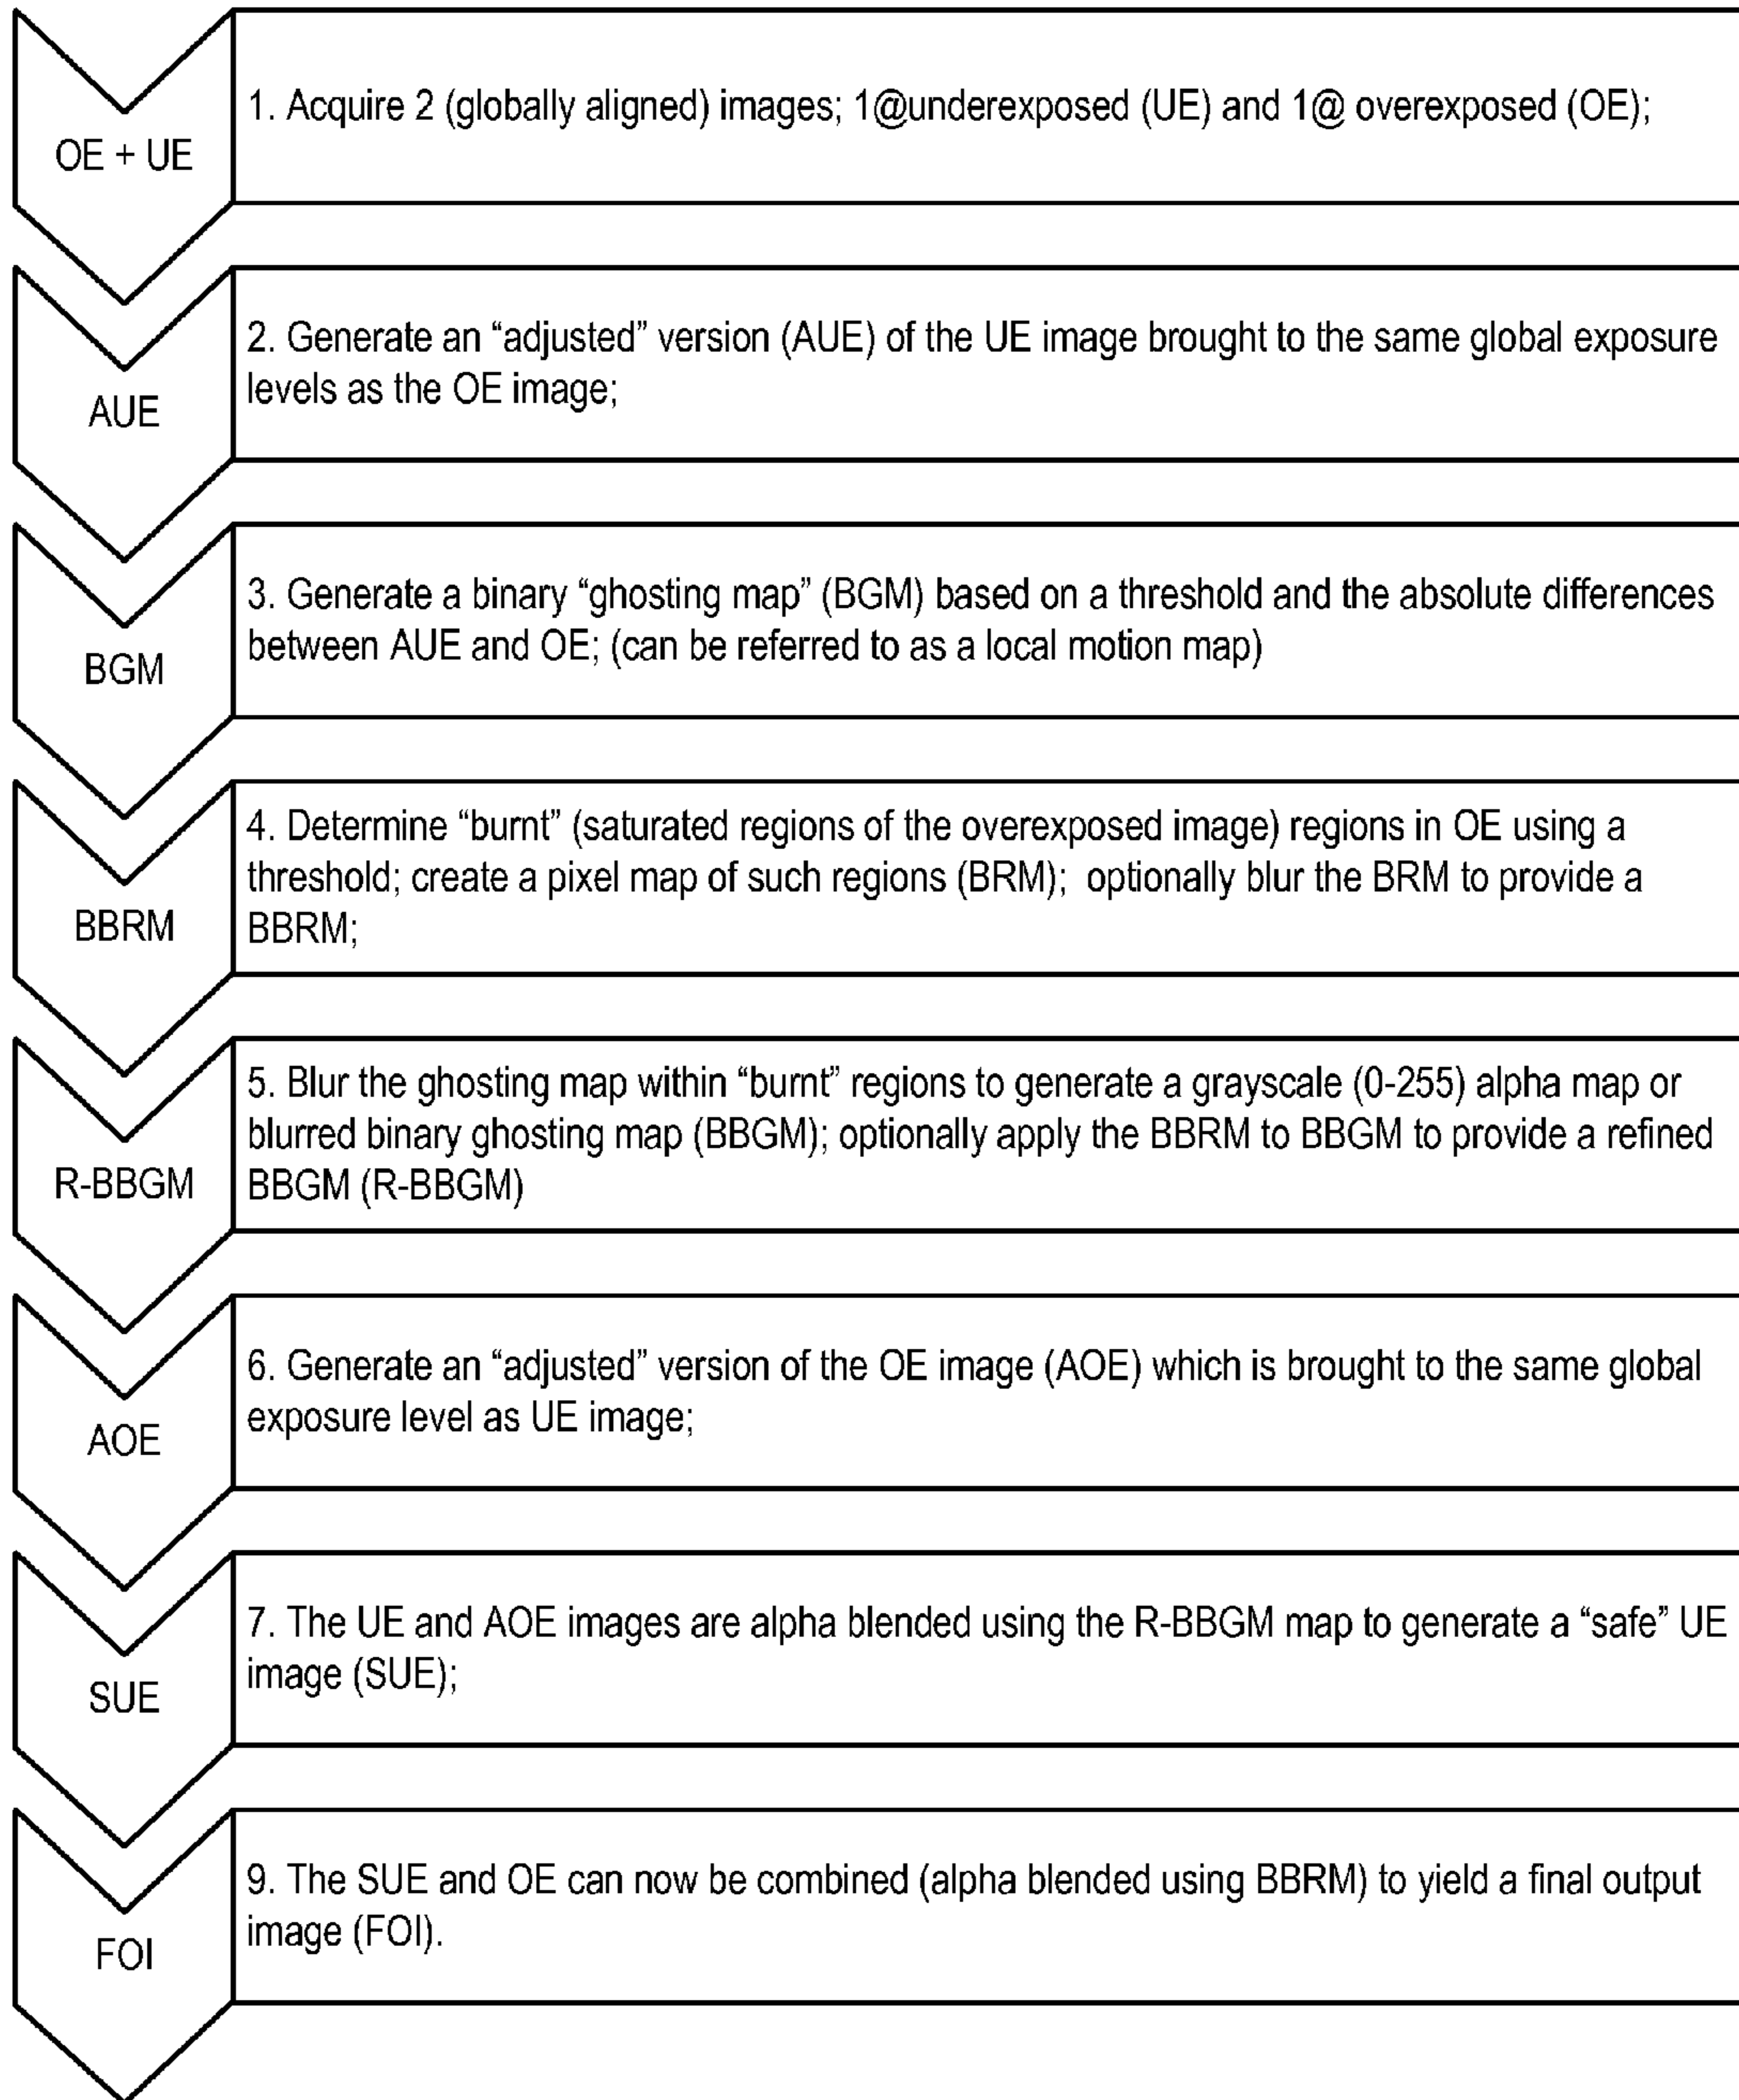 OE + UE
1. Acquire 2 (globally aligned) images; 1@underexposed (UE) and 1@ overexposed (OE);
AUE
2. Generate an “adjusted” version (AUE) of the UE image brought to the same global exposure
levels as the OE image;
BGM
3. Generate a binary “ghosting map” (BGM) based on a threshold and the absolute differences
between AUE and OE; (can be referred to as a local motion map)
BBRM
4. Determine “burnt” (saturated regions of the overexposed image) regions in OE using a
threshold; create a pixel map of such regions (BRM); optionally blur the BRM to provide a
BBRM;
R-BBGM
5. Blur the ghosting map within “burnt” regions to generate a grayscale (0-255) alpha map or
blurred binary ghosting map (BBGM); optionally apply the BBRM to BBGM to provide a refined
BBGM (R-BBGM)
AOE
6. Generate an “adjusted” version of the OE image (AOE) which is brought to the same global
exposure level as UE image;
SUE
7. The UE and AOE images are alpha blended using the R-BBGM map to generate a “safe” UE
image (SUE);
FOI
9. The SUE and OE can now be combined (alpha blended using BBRM) to yield a final output
image (FOI).